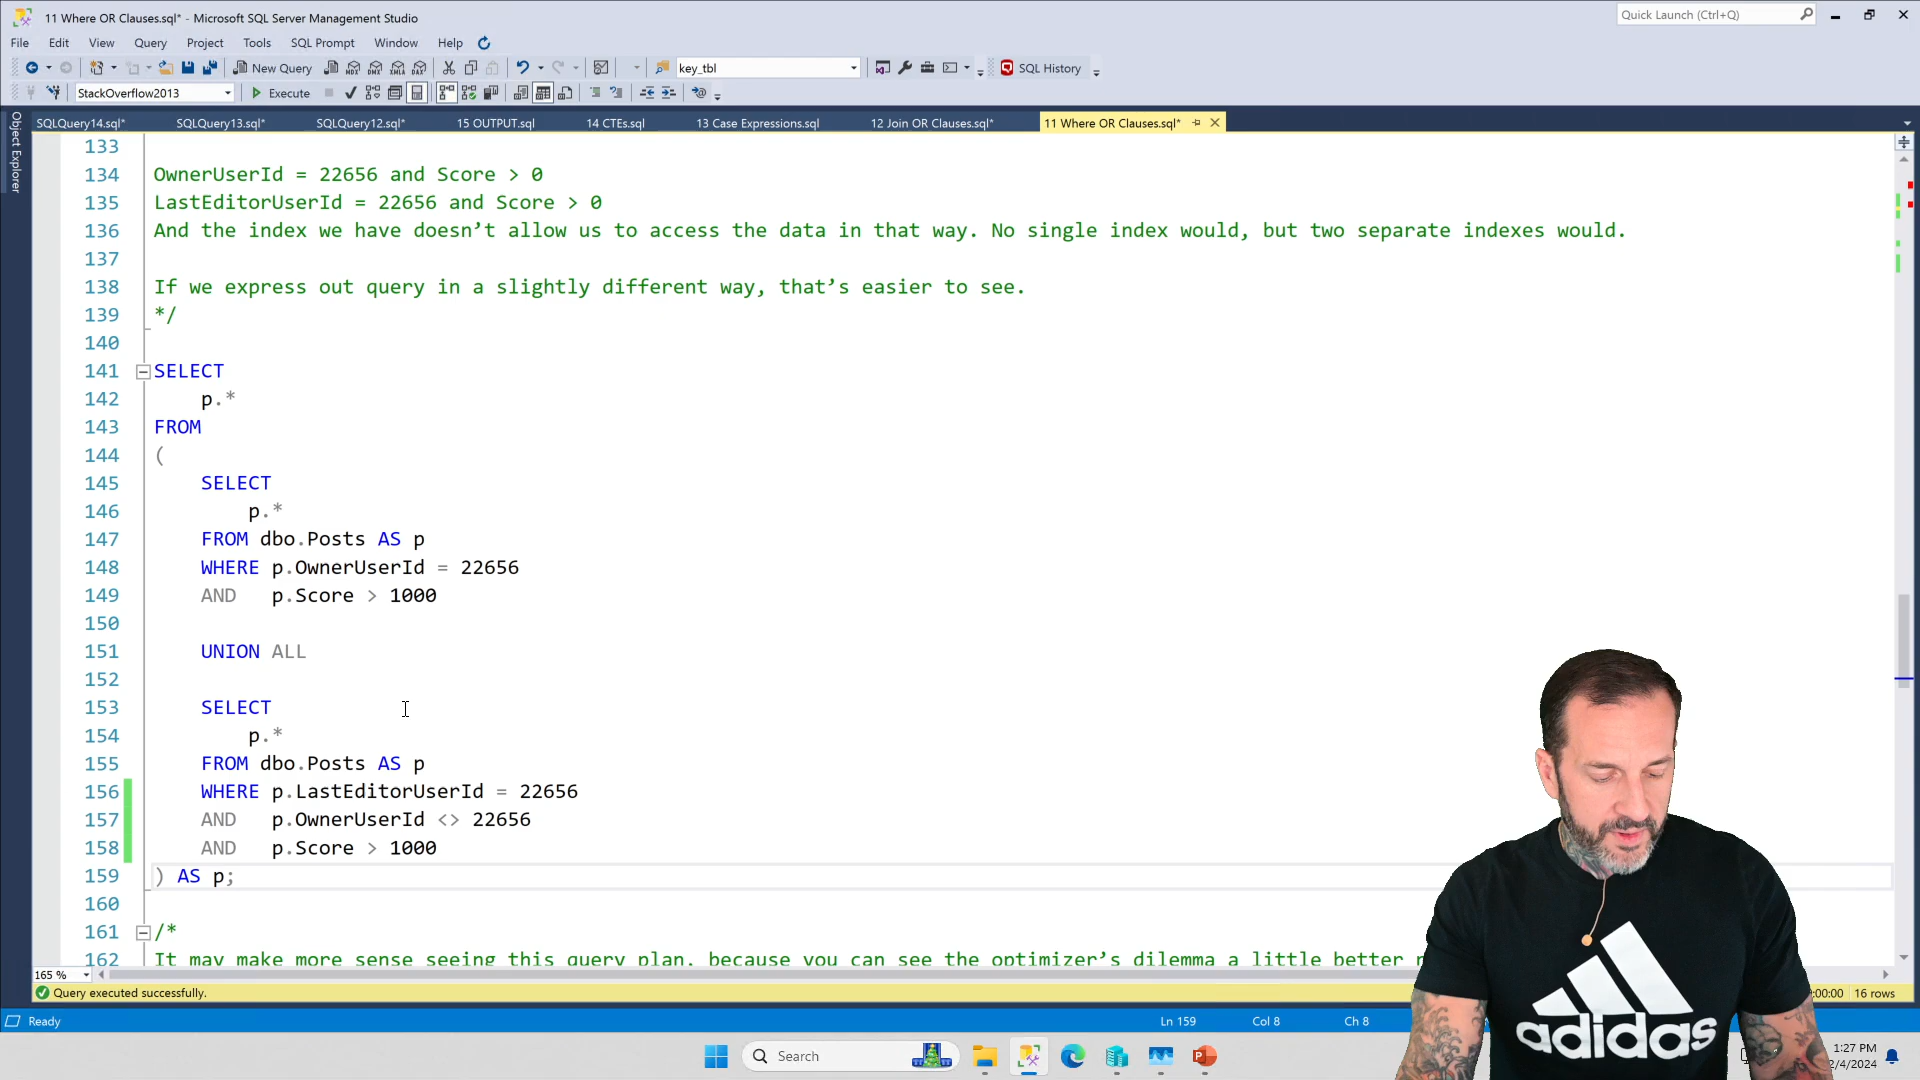 11 Where OR Clauses.sql* - Microsoft SQL Server Management Studio
Quick Launch (Ctrl+Q)
File Edit View Query Project Tools SQL Prompt Window Help
New Query MDX DMX XMLA DAX key_tbl SQL History
StackOverflow2013 Execute
Object Explorer
SQLQuery14.sql* SQLQuery13.sql* SQLQuery12.sql* 15 OUTPUT.sql 14 CTEs.sql 13 Case Expressions.sql 12 Join OR Clauses.sql* 11 Where OR Clauses.sql*
133
134 OwnerUserId = 22656 and Score > 0
135 LastEditorUserId = 22656 and Score > 0
136 And the index we have doesn’t allow us to access the data in that way. No single index would, but two separate indexes would.
137
138 If we express out query in a slightly different way, that’s easier to see.
139 */
140
141 SELECT
142 p.*
143 FROM
144 (
145 SELECT
146 p.*
147 FROM dbo.Posts AS p
148 WHERE p.OwnerUserId = 22656
149 AND p.Score > 1000
150
151 UNION ALL
152
153 SELECT
154 p.*
155 FROM dbo.Posts AS p
156 WHERE p.LastEditorUserId = 22656
157 AND p.OwnerUserId <> 22656
158 AND p.Score > 1000
159 ) AS p;
160
161 /*
162 It may make more sense seeing this query plan, because you can see the optimizer’s dilemma a little better
165 %
Query executed successfully.
:00:00 16 rows
Ready Ln 159 Col 8 Ch 8
Search
1:27 PM
2/4/2024
adidas